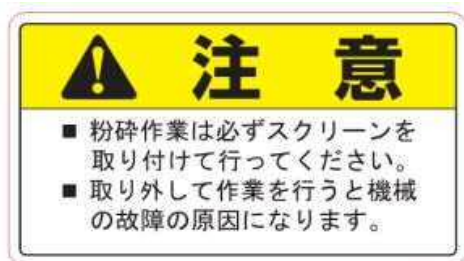 注 意
■ 粉砕作業は必ずスクリーンを
取り付けて行ってください。
■ 取り外して作業を行うと機械
の故障の原因になります。